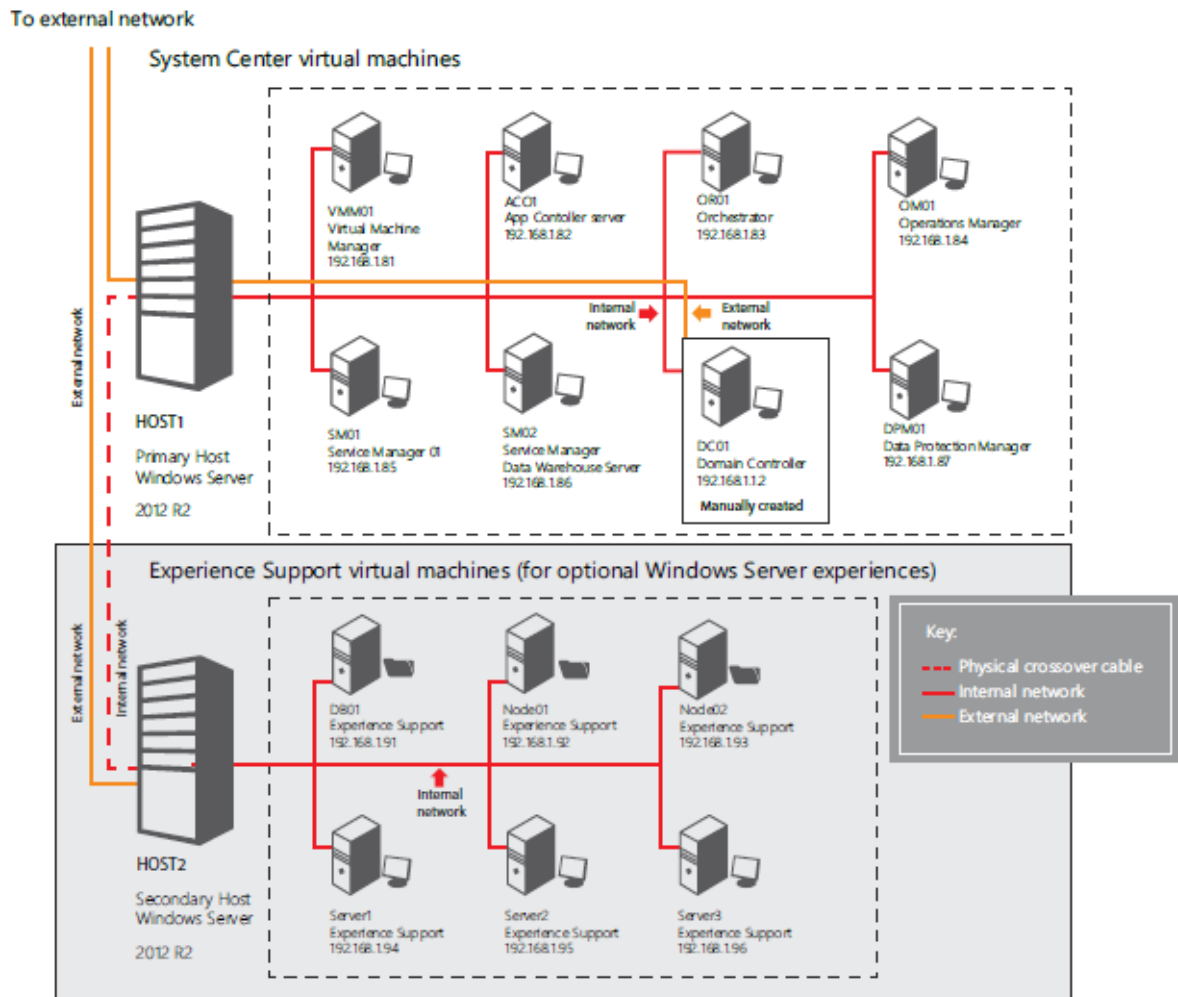 To external network
System Center virtual machines
VMM01
Virtual Machine
Manager
192.168.1.81
ACO1
App Contoller server
192.168.1.82
OR01
Orchestrator
192.168.1.83
OM01
Operations Manager
192.168.1.84
Internal
network
External
network
External network
HOST1
Primary Host
Windows Server
2012 R2
SM01
Service Manager 01
192.168.1.85
SM02
Service Manager
Data Warehouse Server
192.168.1.86
DC01
Domain Controller
192.168.1.1.2
Manually created
DPM01
Data Protection Manager
192.168.1.87
Experience Support virtual machines (for optional Windows Server experiences)
External network
Internal network
DB01
Experience Support
192.168.1.91
Node01
Experience Support
192.168.1.92
Node02
Experience Support
192.168.1.93
Key:
Physical crossover cable
Internal network
External network
Internal
network
HOST2
Secondary Host
Windows Server
2012 R2
Server1
Experience Support
192.168.1.94
Server2
Experience Support
192.168.1.95
Server3
Experience Support
192.168.1.96